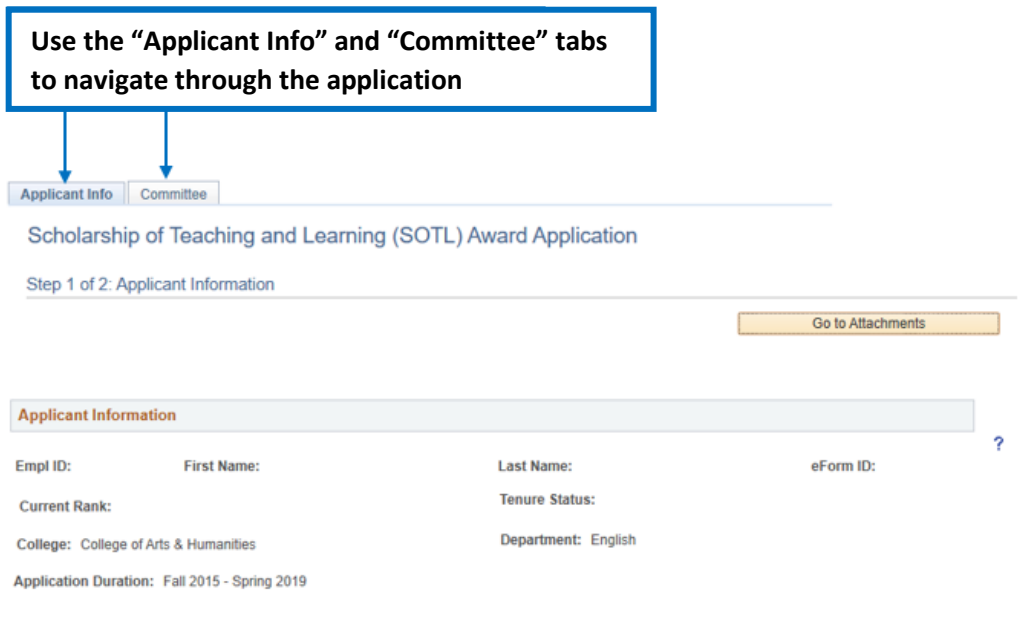 Use the “Applicant Info” and “Committee” tabs
to navigate through the application
Applicant Info Committee
Scholarship of Teaching and Learning (SOTL) Award Application
Step 1 of 2: Applicant Information
Go to Attachments
Applicant Information
?
Empl ID: First Name: Last Name: eForm ID:
Current Rank: Tenure Status:
College: College of Arts & Humanities Department: English
Application Duration: Fall 2015 - Spring 2019